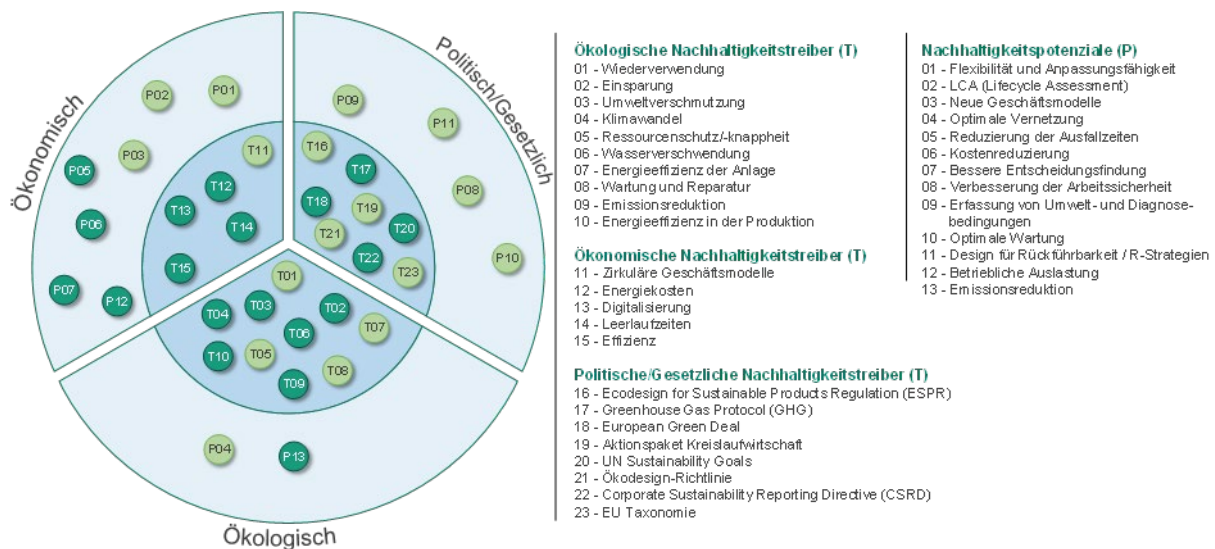 Ökonomisch
Politisch/Gesetzlich
Ökologisch
P02
P01
P03
P05
P06
P07
P12
T11
T12
T13
T14
T15
P09
P11
P08
P10
T16
T17
T18
T19
T21
T20
T22
T23
T01
T04
T03
T02
T06
T07
T10
T05
T08
T09
P04
P13
Ökologische Nachhaltigkeitstreiber (T)
01 - Wiederverwendung
02 - Einsparung
03 - Umweltverschmutzung
04 - Klimawandel
05 - Ressourcenschutz/-knappheit
06 - Wasserverschwendung
07 - Energieeffizienz der Anlage
08 - Wartung und Reparatur
09 - Emissionsreduktion
10 - Energieeffizienz in der Produktion
Ökonomische Nachhaltigkeitstreiber (T)
11 - Zirkuläre Geschäftsmodelle
12 - Energiekosten
13 - Digitalisierung
14 - Leerlaufzeiten
15 - Effizienz
Politische/Gesetzliche Nachhaltigkeitstreiber (T)
16 - Ecodesign for Sustainable Products Regulation (ESPR)
17 - Greenhouse Gas Protocol (GHG)
18 - European Green Deal
19 - Aktionspaket Kreislaufwirtschaft
20 - UN Sustainability Goals
21 - Ökodesign-Richtlinie
22 - Corporate Sustainability Reporting Directive (CSRD)
23 - EU Taxonomie
Nachhaltigkeitspotenziale (P)
01 - Flexibilität und Anpassungsfähigkeit
02 - LCA (Lifecycle Assessment)
03 - Neue Geschäftsmodelle
04 - Optimale Vernetzung
05 - Reduzierung der Ausfallzeiten
06 - Kostenreduzierung
07 - Bessere Entscheidungsfindung
08 - Verbesserung der Arbeitssicherheit
09 - Erfassung von Umwelt- und Diagnose-
bedingungen
10 - Optimale Wartung
11 - Design für Rückführbarkeit / R-Strategien
12 - Betriebliche Auslastung
13 - Emissionsreduktion